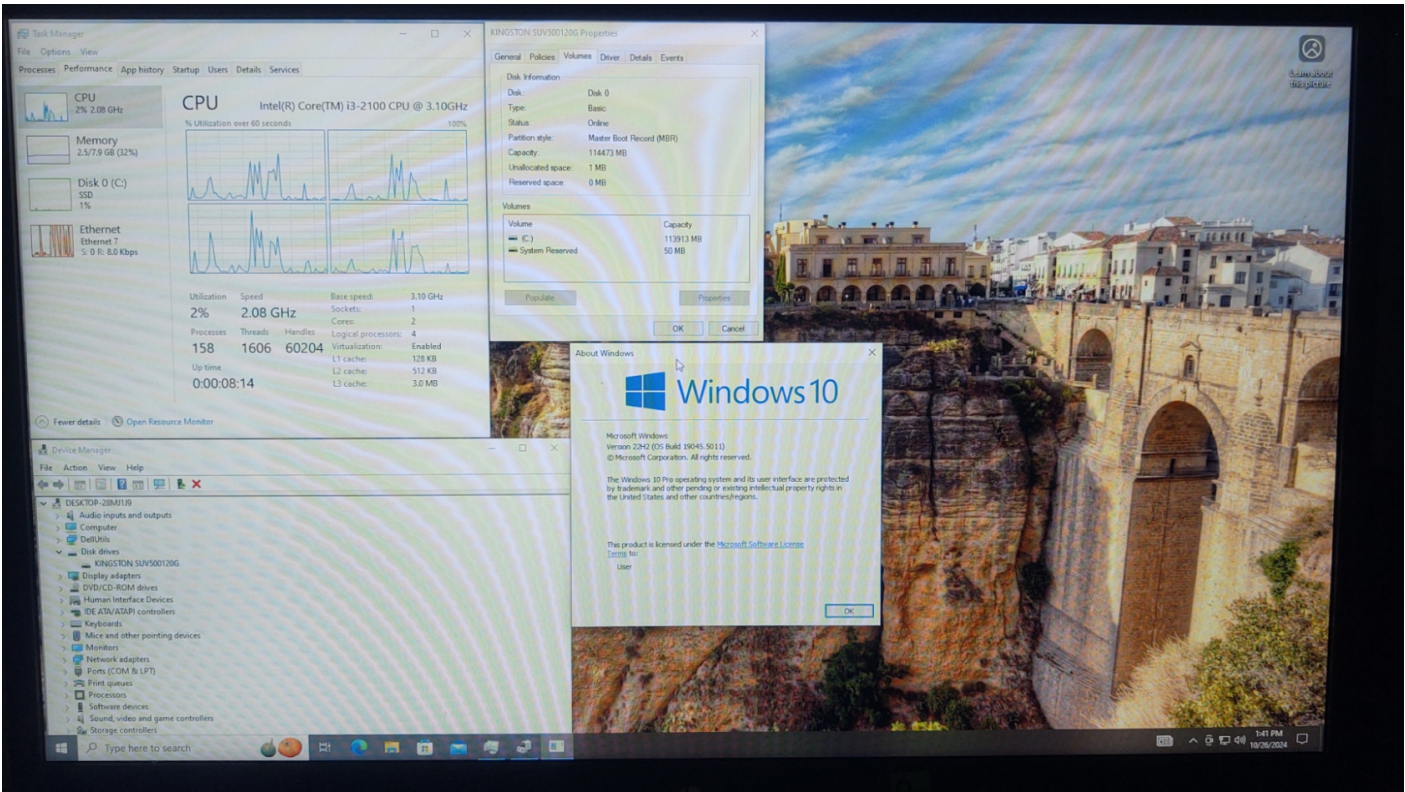 Task Manager
File Options View
Processes Performance App history Startup Users Details Services
CPU
2% 2.08 GHz
Memory
2.5/7.9 GB (32%)
Disk 0 (C:)
SSD
1%
Ethernet
Ethernet 7
S: 0 R: 8.0 Kbps
CPU Intel(R) Core(TM) i3-2100 CPU @ 3.10GHz
% Utilization over 60 seconds 100%
Utilization Speed
2% 2.08 GHz
Processes Threads Handles
158 1606 60204
Up time
0:00:08:14
Base speed: 3.10 GHz
Sockets: 1
Cores: 2
Logical processors: 4
Virtualization: Enabled
L1 cache: 128 KB
L2 cache: 512 KB
L3 cache: 3.0 MB
Fewer details Open Resource Monitor
KINGSTON SUV500120G Properties
General Policies Volumes Driver Details Events
Disk Information
Disk: Disk 0
Type: Basic
Status: Online
Partition style: Master Boot Record (MBR)
Capacity: 114473 MB
Unallocated space: 1 MB
Reserved space: 0 MB
Volumes
Volume Capacity
(C:) 113913 MB
System Reserved 50 MB
Populate Properties
OK Cancel
Learn about
this picture
About Windows
Windows 10
Microsoft Windows
Version 22H2 (OS Build 19045.5011)
© Microsoft Corporation. All rights reserved.
The Windows 10 Pro operating system and its user interface are protected
by trademark and other pending or existing intellectual property rights in
the United States and other countries/regions.
This product is licensed under the Microsoft Software License
Terms to:
User
OK
Device Manager
File Action View Help
DESKTOP-28MJ1J9
Audio inputs and outputs
Computer
DellUtils
Disk drives
KINGSTON SUV500120G
Display adapters
DVD/CD-ROM drives
Human Interface Devices
IDE ATA/ATAPI controllers
Keyboards
Mice and other pointing devices
Monitors
Network adapters
Ports (COM & LPT)
Print queues
Processors
Software devices
Sound, video and game controllers
Storage controllers
Type here to search
1:41 PM
10/26/2024